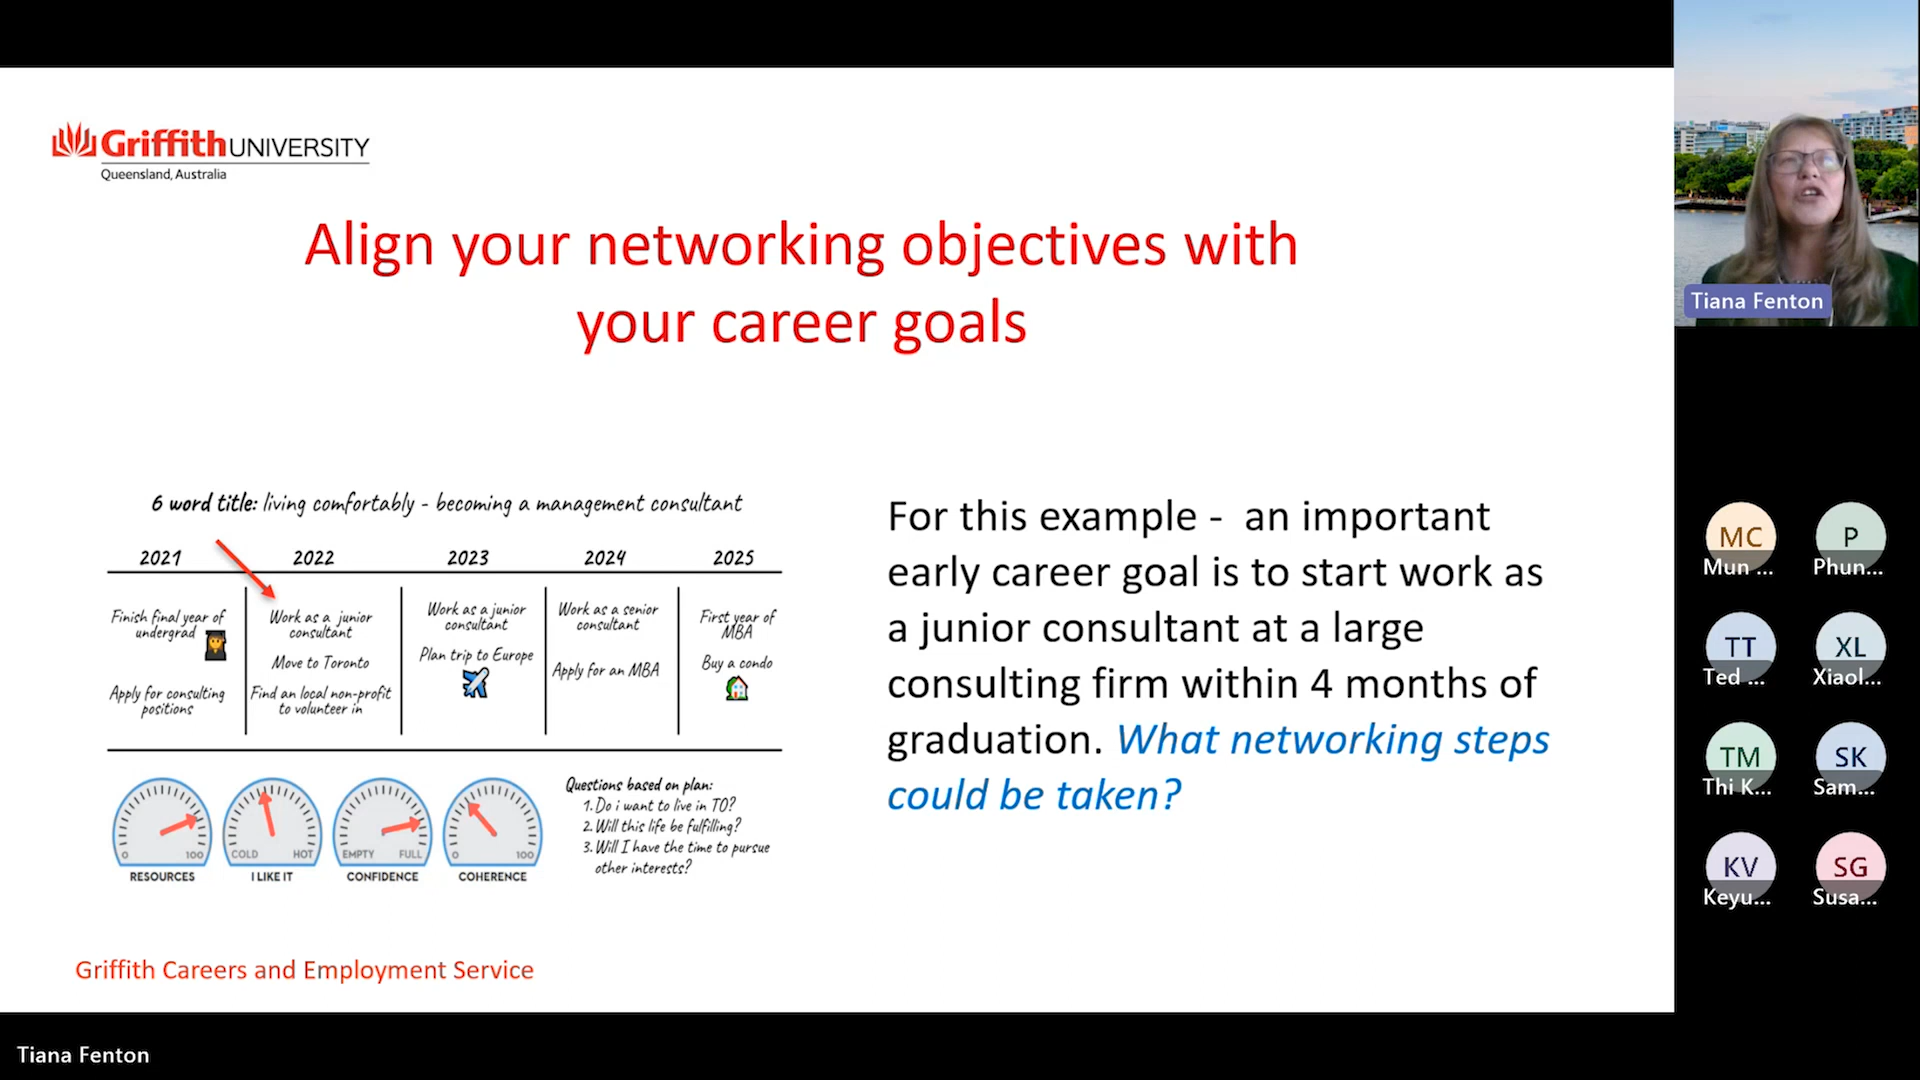 Griffith UNIVERSITY
Queensland, Australia
Align your networking objectives with
your career goals
6 word title: living comfortably - becoming a management consultant
2021
2022
2023
2024
2025
Finish final year of
undergrad
Apply for consulting
positions
Work as a junior
consultant
Move to Toronto
Find an local non-profit
to volunteer in
Work as a junior
consultant
Plan trip to Europe
Work as a senior
consultant
Apply for an MBA
First year of
MBA
Buy a condo
0 100
RESOURCES
COLD HOT
I LIKE IT
EMPTY FULL
CONFIDENCE
0 100
COHERENCE
Questions based on plan:
1. Do i want to live in TO?
2. Will this life be fulfilling?
3. Will I have the time to pursue
other interests?
For this example - an important
early career goal is to start work as
a junior consultant at a large
consulting firm within 4 months of
graduation. What networking steps
could be taken?
Griffith Careers and Employment Service
Tiana Fenton
Tiana Fenton
MC
Mun ...
P
Phun...
TT
Ted ...
XL
Xiaol...
TM
Thi K...
SK
Sam...
KV
Keyu...
SG
Susa...